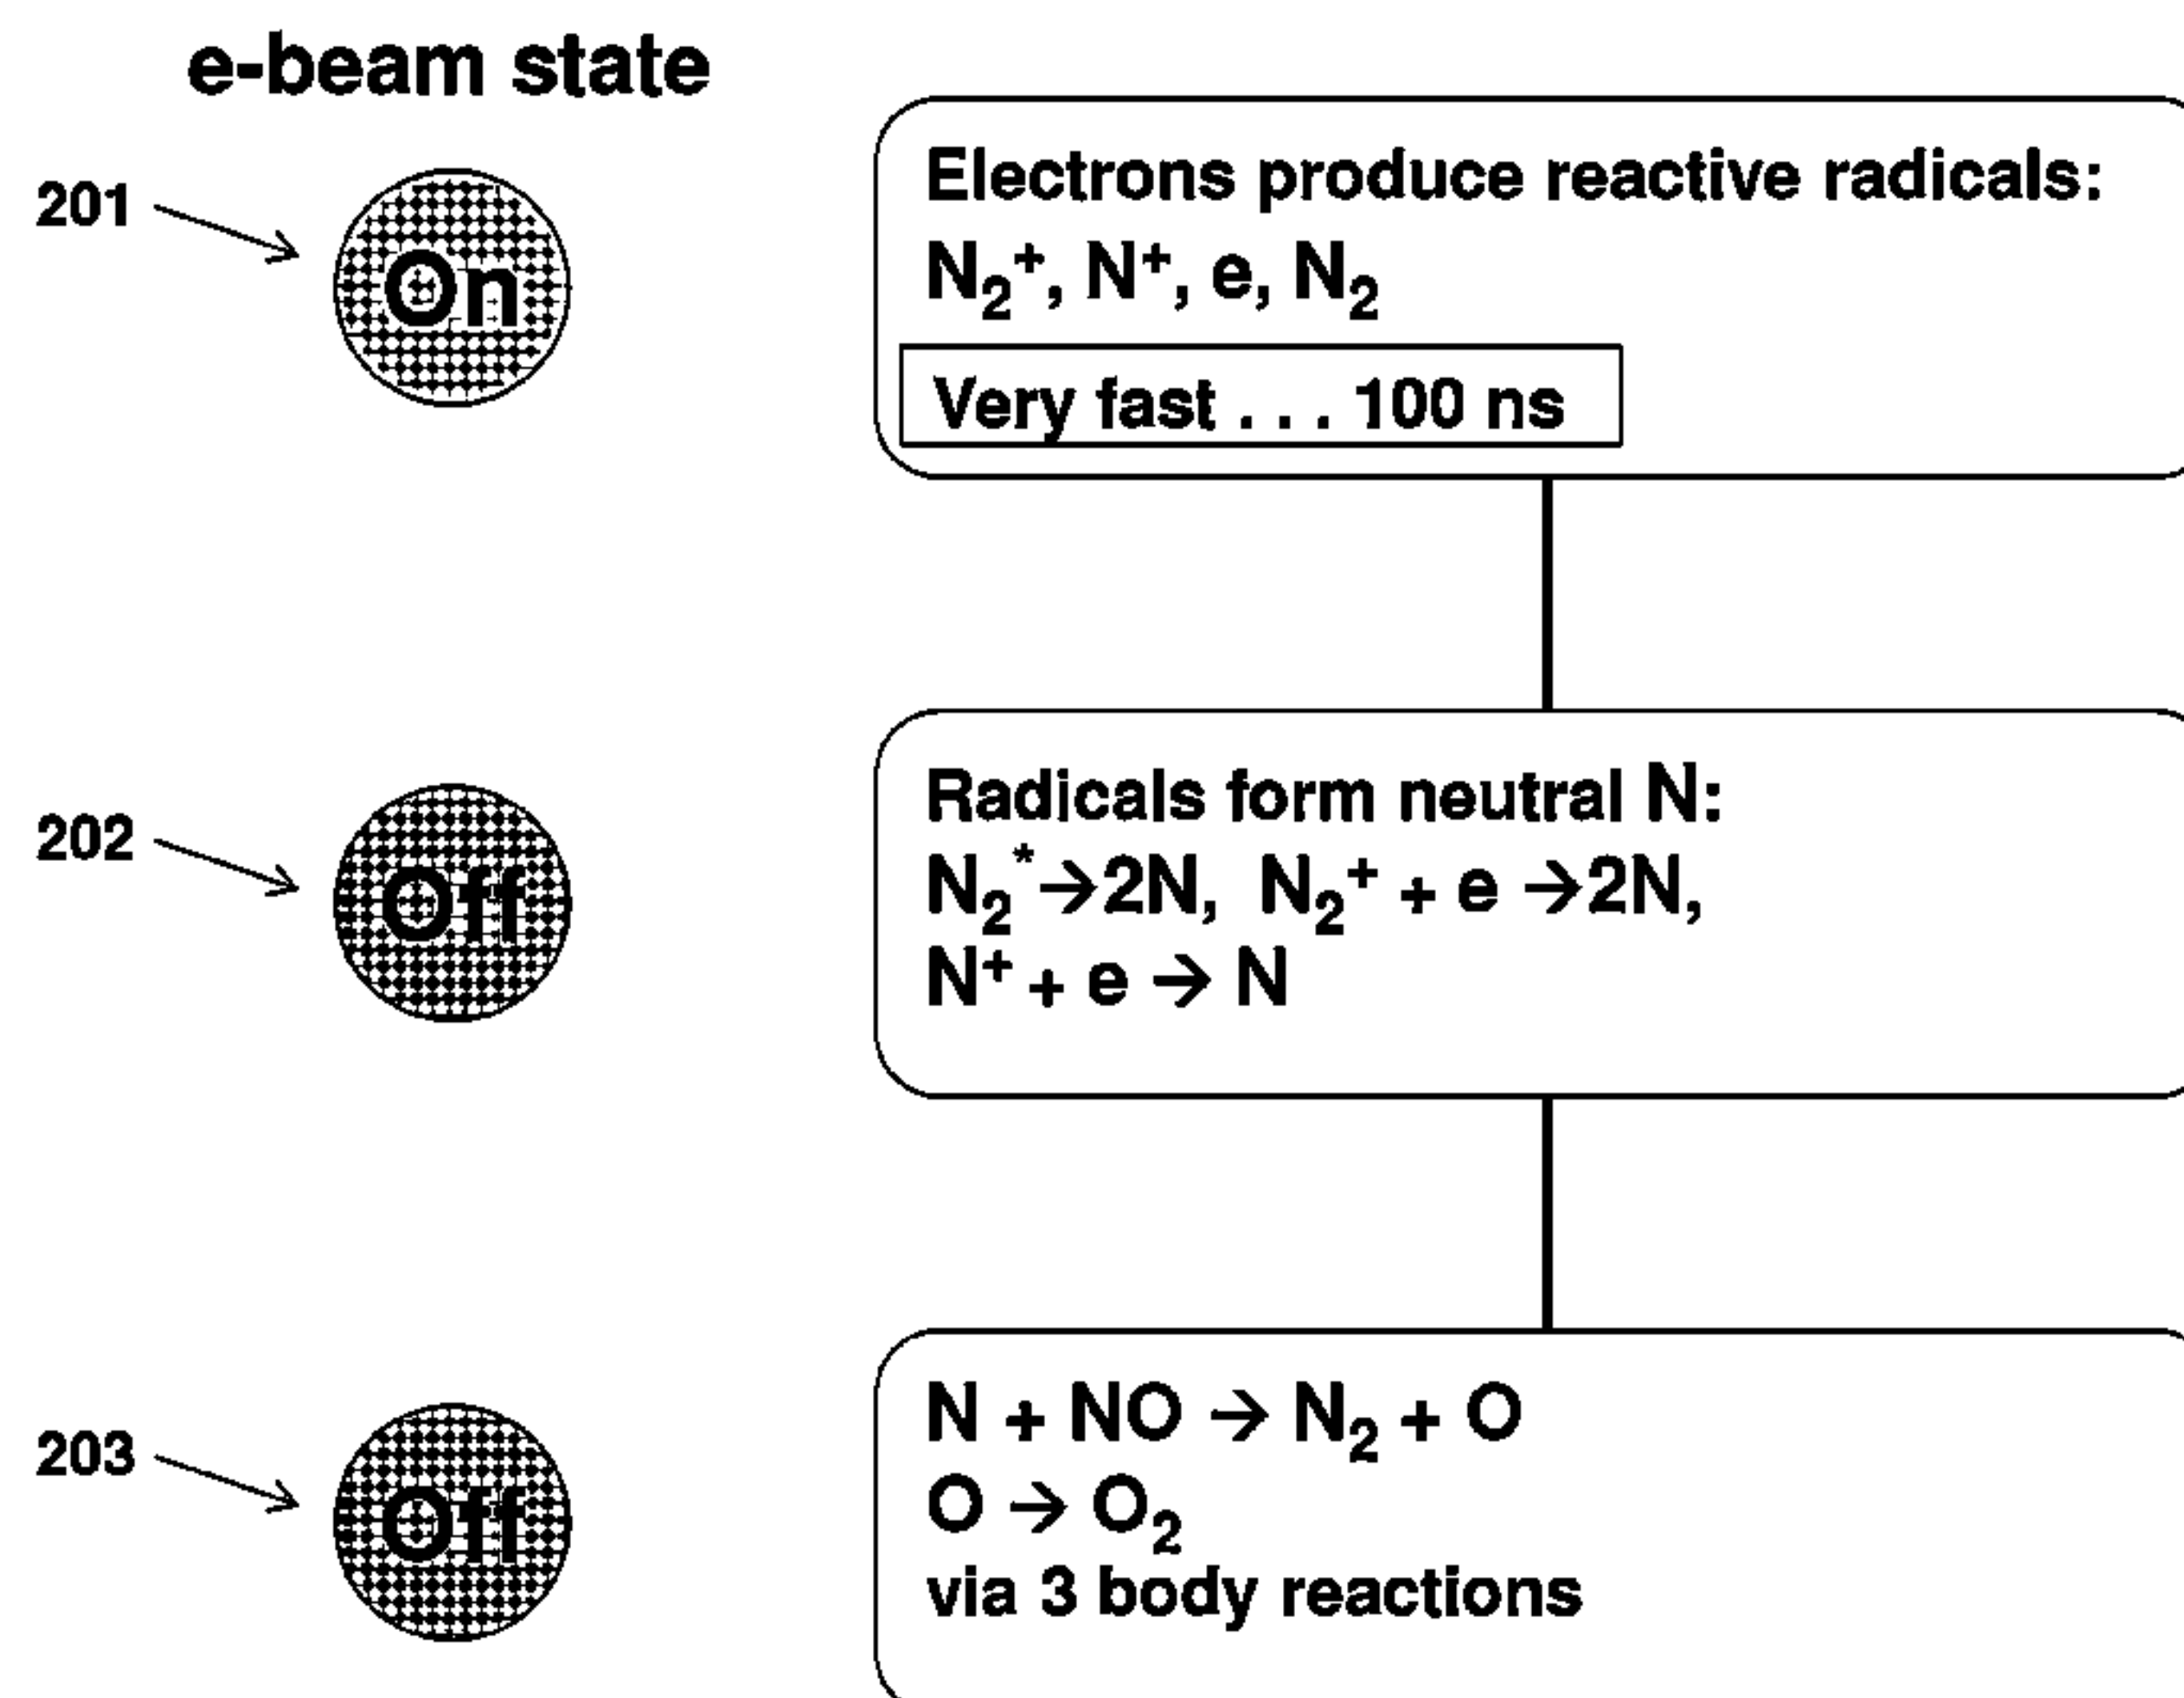 e-beam state
201
On
Electrons produce reactive radicals:
N₂⁺, N⁺, e, N₂
Very fast . . . 100 ns
202
Off
Radicals form neutral N:
N₂* → 2N, N₂⁺ + e → 2N,
N⁺ + e → N
203
Off
N + NO → N₂ + O
O → O₂
via 3 body reactions